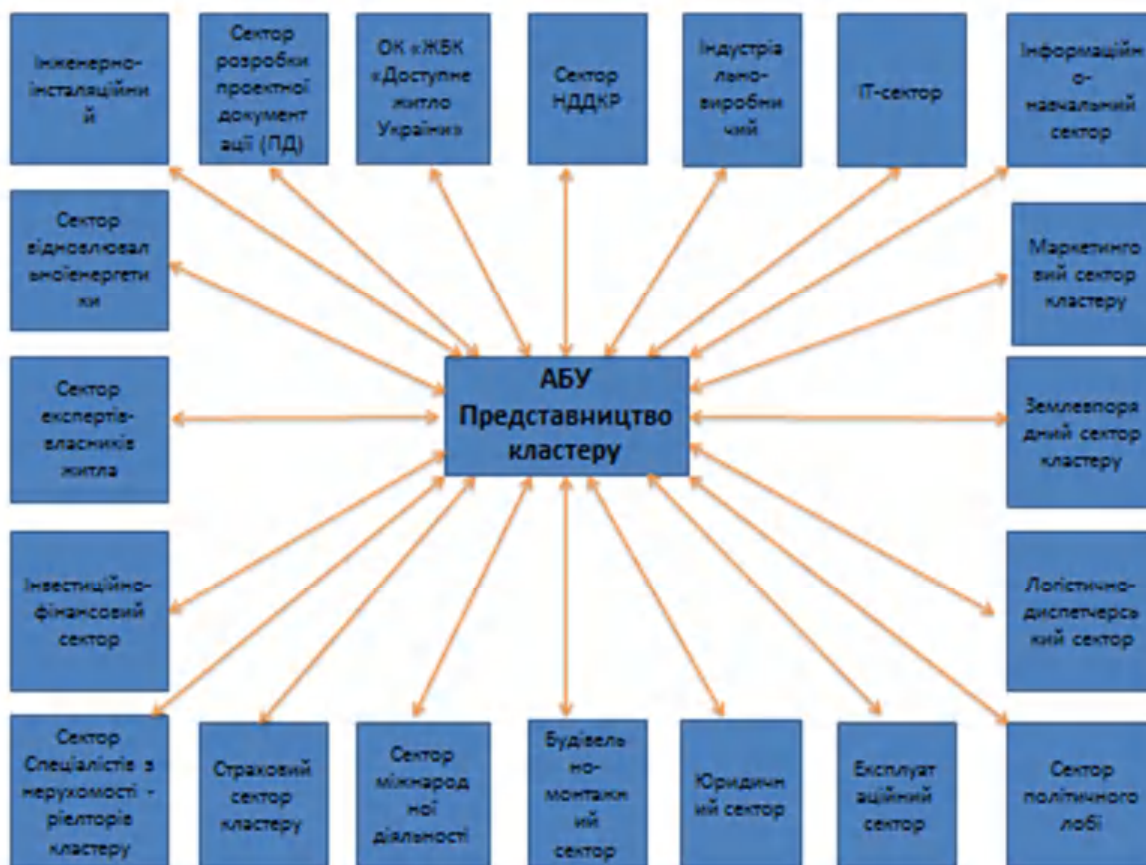 Інженерно-
інсталяційни
й
Сектор
розробки
проектної
документ
ації (ПД)
ОК «ЖБК
«Доступне
житло
України»
Сектор
НДДКР
Індустріа
льно-
виробни
чий
ІТ-сектор
Інформаційн
о-
навчальний
сектор
Сектор
відновлювал
ьноїенергети
ки
Маркетинго
вий сектор
кластеру
АБУ
Представництво
кластеру
Сектор
експертів-
власників
житла
Землевпоря
дний сектор
кластеру
Інвестиційно-
фінансовий
сектор
Логістично-
диспетчерсь
кий сектор
Сектор
Спеціалістів з
нерухомості -
ріелторів
кластеру
Страховий
сектор
кластеру
Сектор
міжнарод
ної
діяльності
Будівель
но-
монтажн
ий
сектор
Юридичн
ий сектор
Експлуат
аційний
сектор
Сектор
політичного
лобі